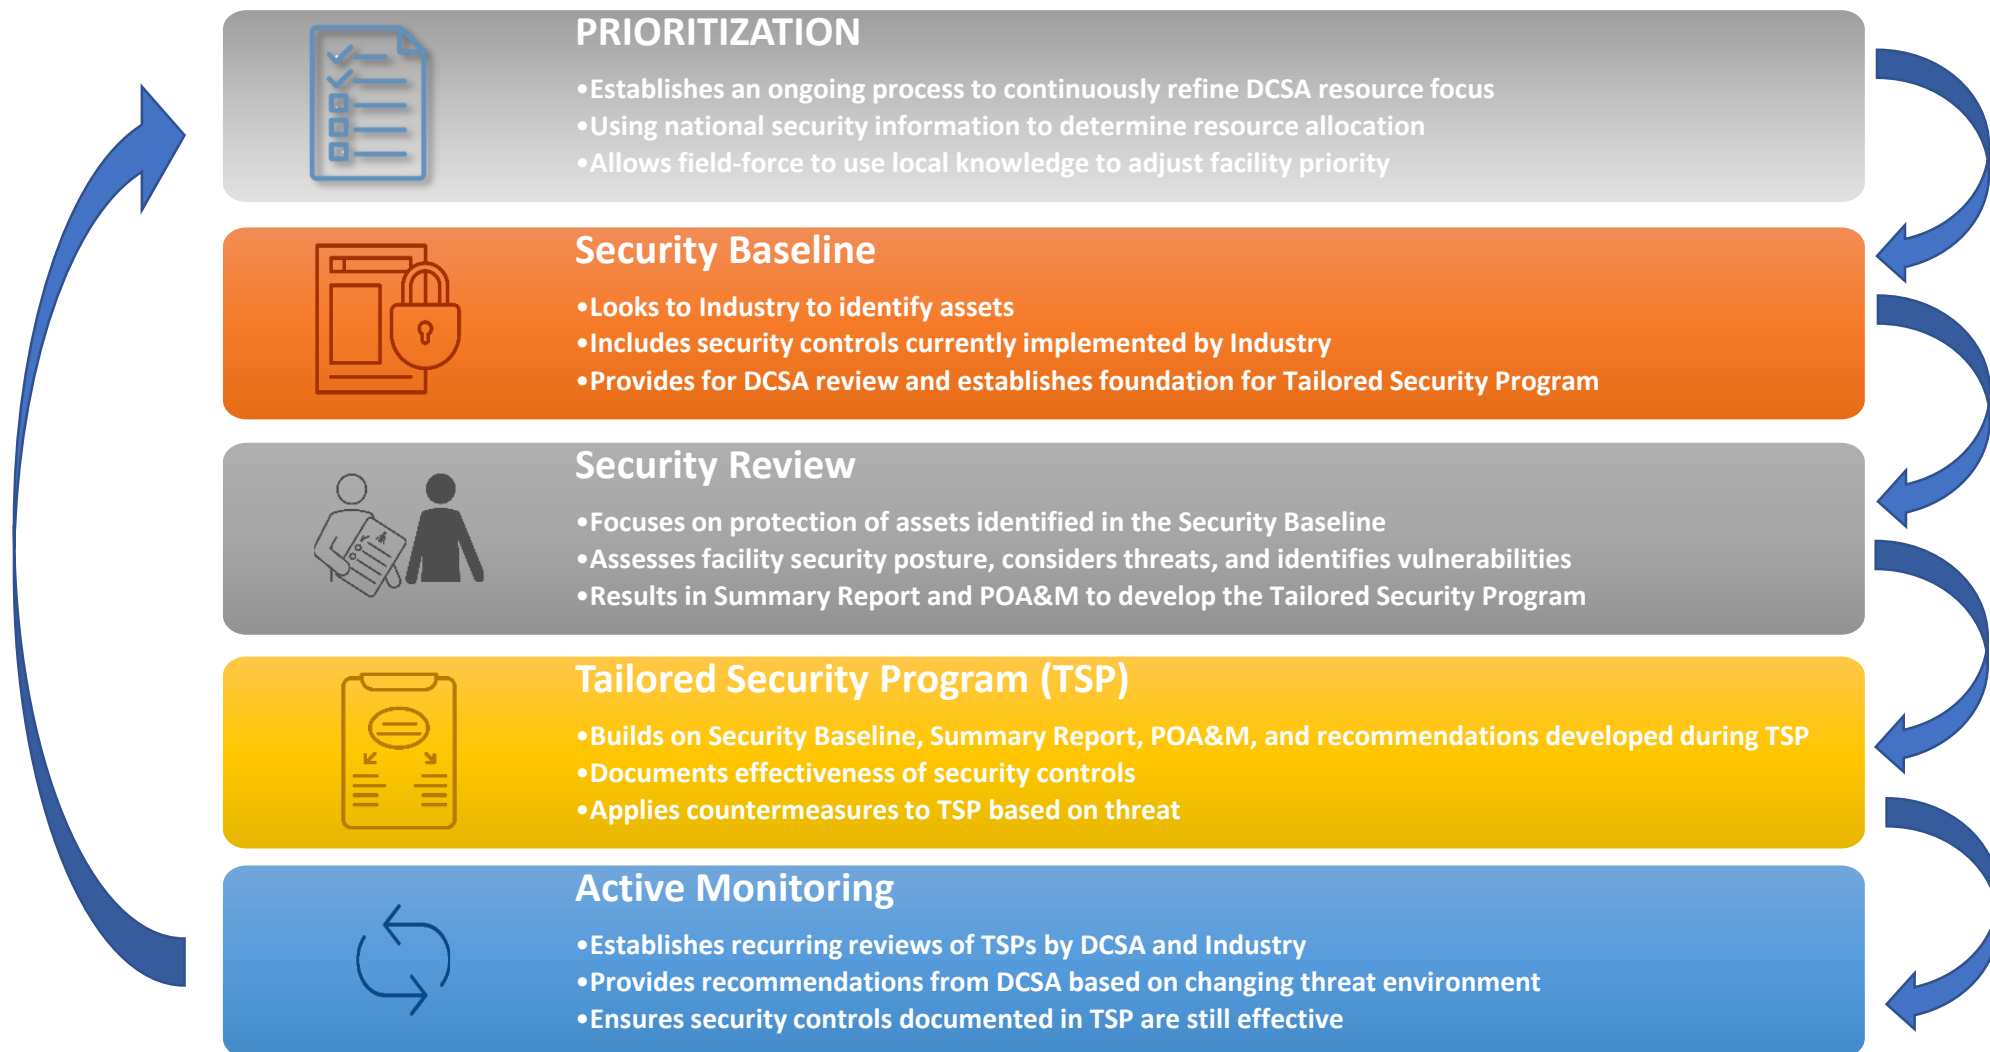 PRIORITIZATION
•Establishes an ongoing process to continuously refine DCSA resource focus
•Using national security information to determine resource allocation
•Allows field-force to use local knowledge to adjust facility priority
Security Baseline
•Looks to Industry to identify assets
•Includes security controls currently implemented by Industry
•Provides for DCSA review and establishes foundation for Tailored Security Program
Security Review
•Focuses on protection of assets identified in the Security Baseline
•Assesses facility security posture, considers threats, and identifies vulnerabilities
•Results in Summary Report and POA&M to develop the Tailored Security Program
Tailored Security Program (TSP)
•Builds on Security Baseline, Summary Report, POA&M, and recommendations developed during TSP
•Documents effectiveness of security controls
•Applies countermeasures to TSP based on threat
Active Monitoring
•Establishes recurring reviews of TSPs by DCSA and Industry
•Provides recommendations from DCSA based on changing threat environment
•Ensures security controls documented in TSP are still effective